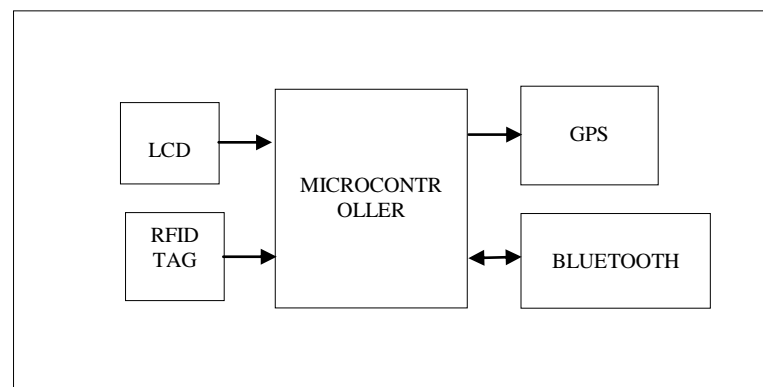 LCD
RFID
TAG
MICROCONTR
OLLER
GPS
BLUETOOTH